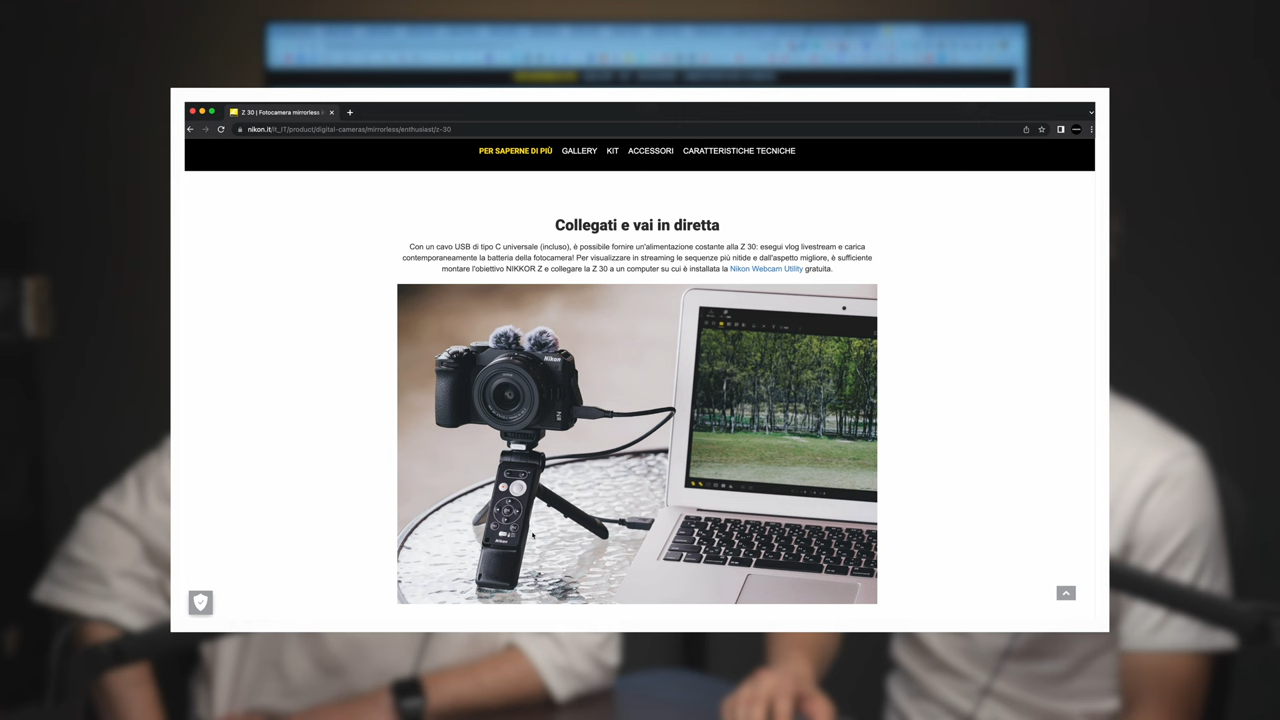 Z 30 | Fotocamera mirrorless
nikon.it/it_IT/product/digital-cameras/mirrorless/enthusiast/z-30
PER SAPERNE DI PIÙ GALLERY KIT ACCESSORI CARATTERISTICHE TECNICHE
Collegati e vai in diretta
Con un cavo USB di tipo C universale (incluso), è possibile fornire un'alimentazione costante alla Z 30: esegui vlog livestream e carica
contemporaneamente la batteria della fotocamera! Per visualizzare in streaming le sequenze più nitide e dall'aspetto migliore, è sufficiente
montare l'obiettivo NIKKOR Z e collegare la Z 30 a un computer su cui è installata la Nikon Webcam Utility gratuita.
Nikon
Nikon